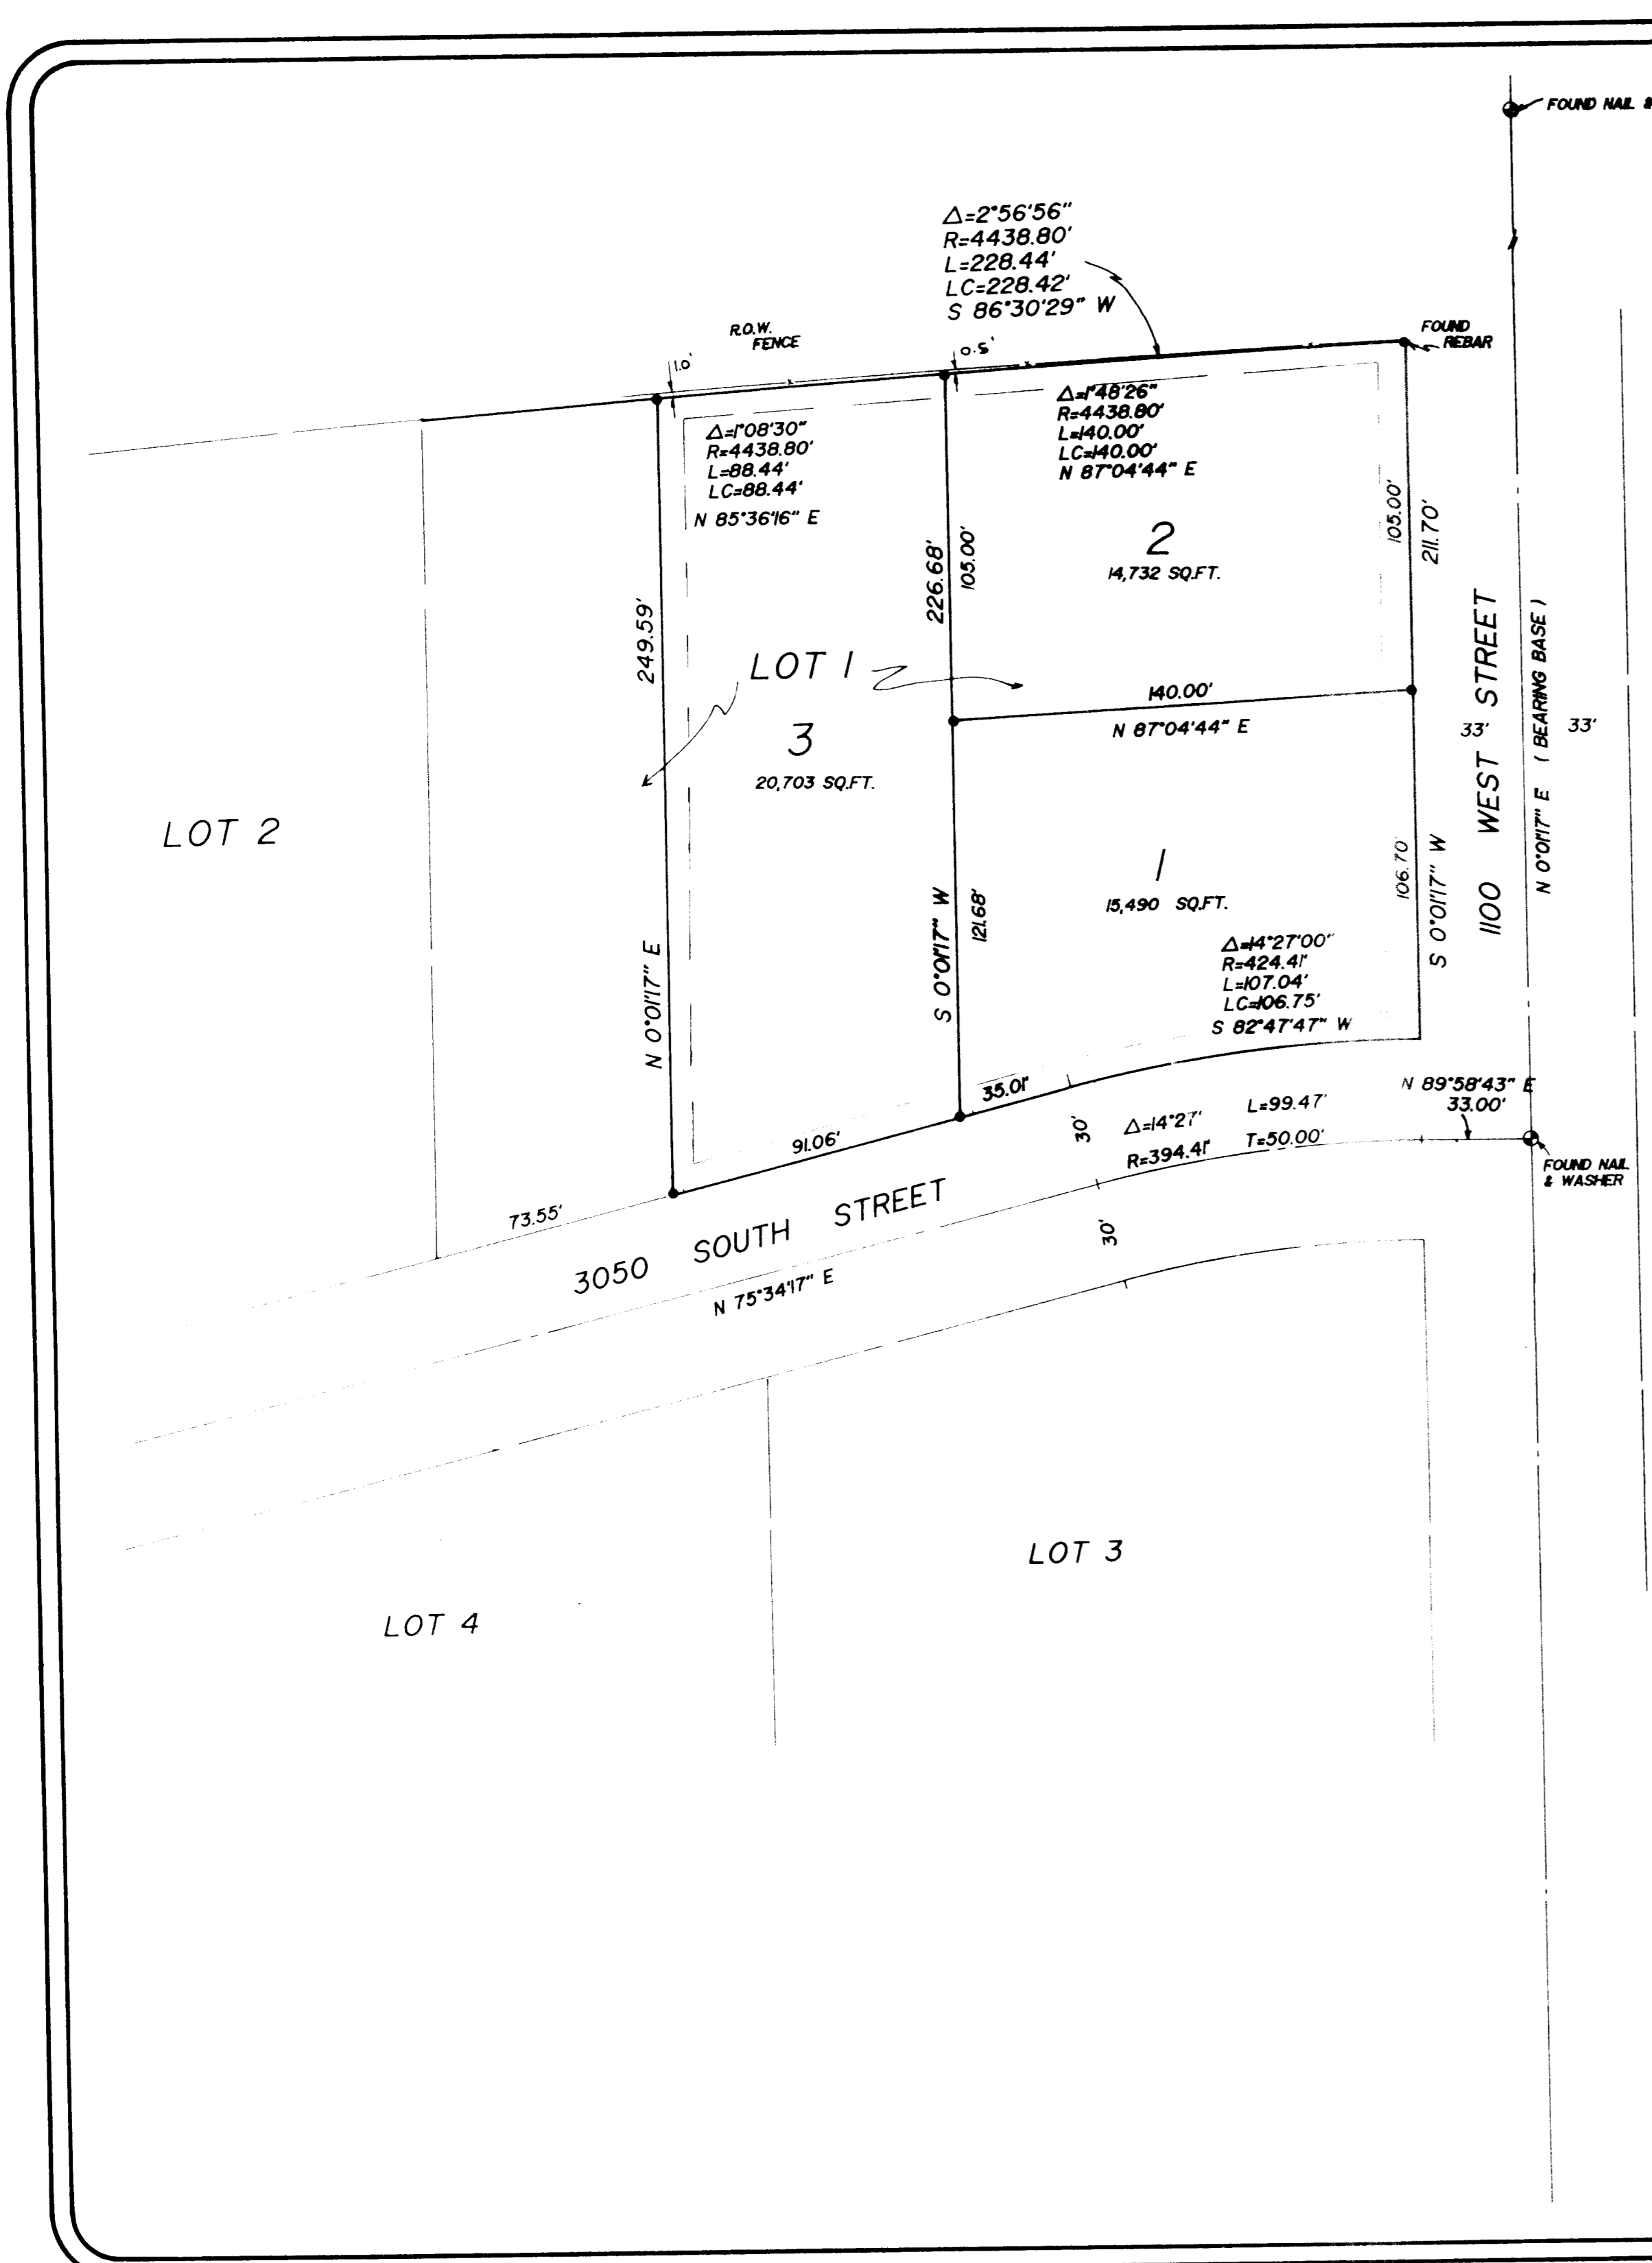 FOUND NAIL &
Δ=2°56'56"
R=4438.80'
L=228.44'
LC=228.42'
S 86°30'29" W
R.O.W.
FENCE
1.0'
0.5'
FOUND
REBAR
Δ=1°08'30"
R=4438.80'
L=88.44'
LC=88.44'
N 85°36'16" E
Δ=1°48'26"
R=4438.80'
L=140.00'
LC=140.00'
N 87°04'44" E
2
14,732 SQ.FT.
105.00'
211.70'
226.68'
105.00'
249.59'
LOT 1
3
20,703 SQ.FT.
140.00'
N 87°04'44" E
1100 WEST STREET
33'
N 0°01'17" E ( BEARING BASE )
33'
LOT 2
1
15,490 SQ.FT.
106.70'
S 0°01'17" W
Δ=14°27'00"
R=424.41'
L=107.04'
LC=106.75'
S 82°47'47" W
N 0°01'17" E
S 0°01'17" W
121.68'
35.01'
91.06'
73.55'
30'
Δ=14°27'
R=394.41'
L=99.47'
T=50.00'
N 89°58'43" E
33.00'
FOUND NAIL
& WASHER
3050 SOUTH STREET
N 75°34'17" E
30'
LOT 3
LOT 4